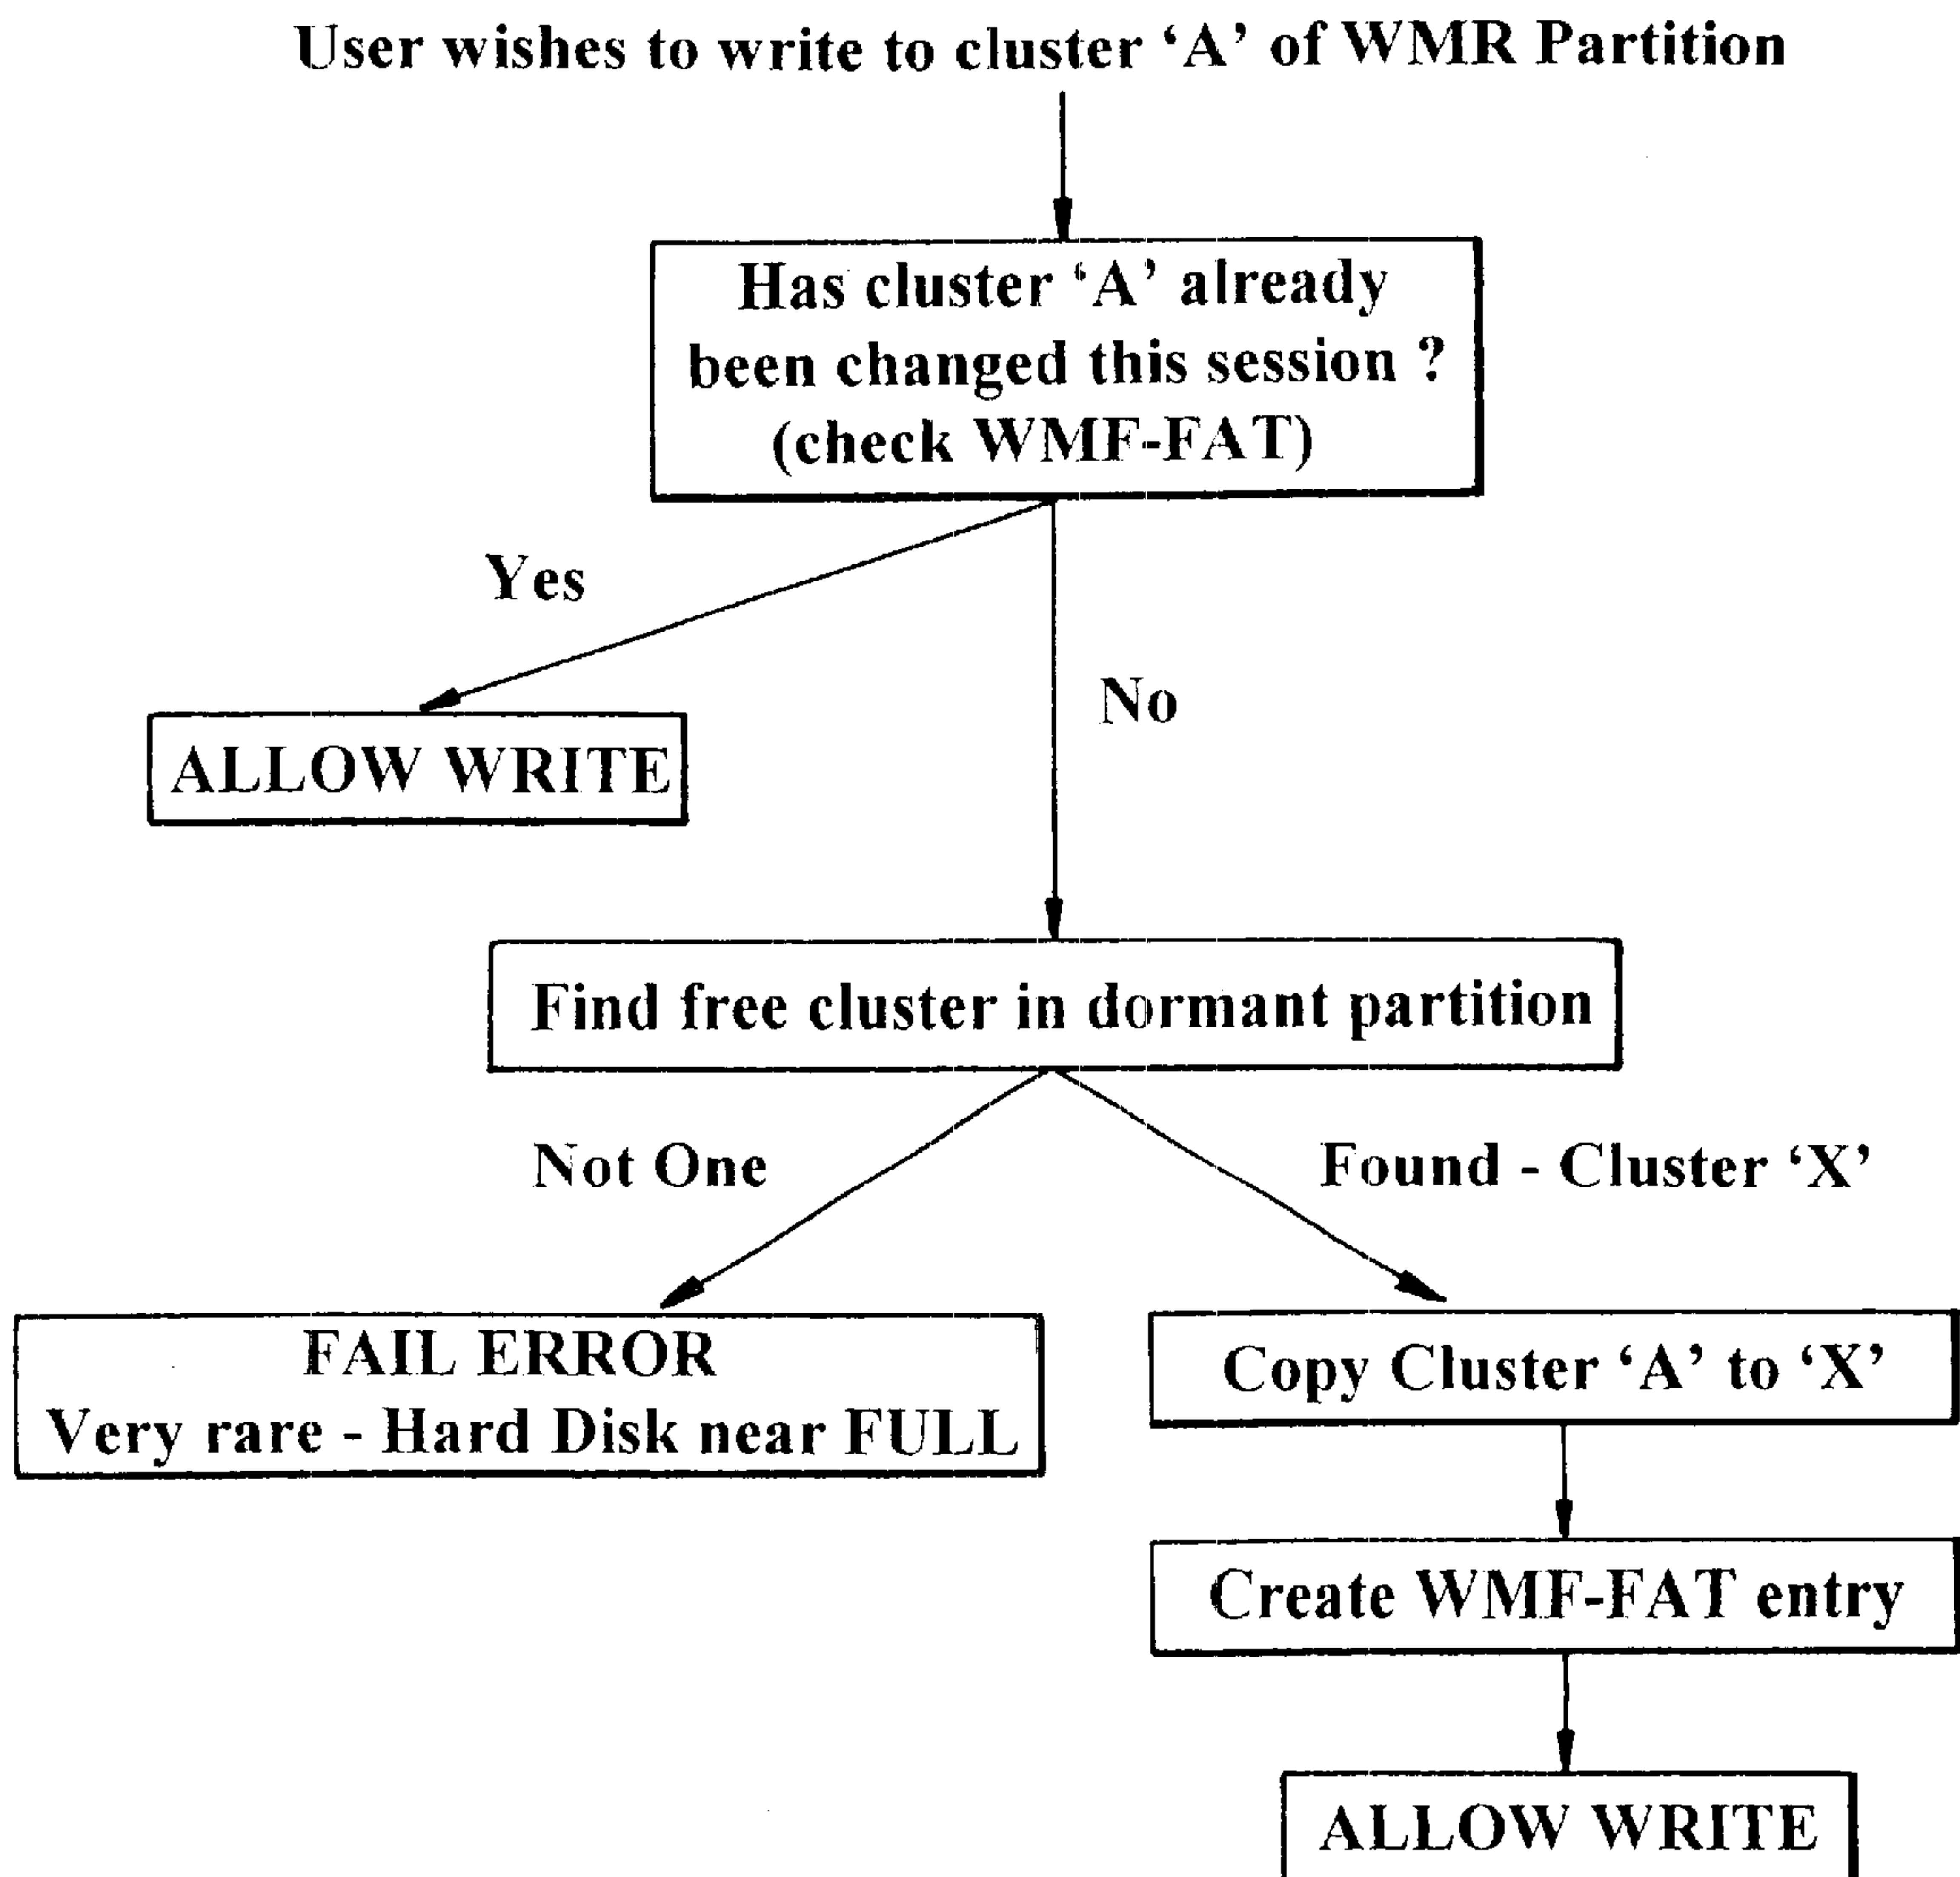 User wishes to write to cluster ‘A’ of WMR Partition
Has cluster ‘A’ already
been changed this session ?
(check WMF-FAT)
Yes
No
ALLOW WRITE
Find free cluster in dormant partition
Not One
Found - Cluster ‘X’
FAIL ERROR
Very rare - Hard Disk near FULL
Copy Cluster ‘A’ to ‘X’
Create WMF-FAT entry
ALLOW WRITE